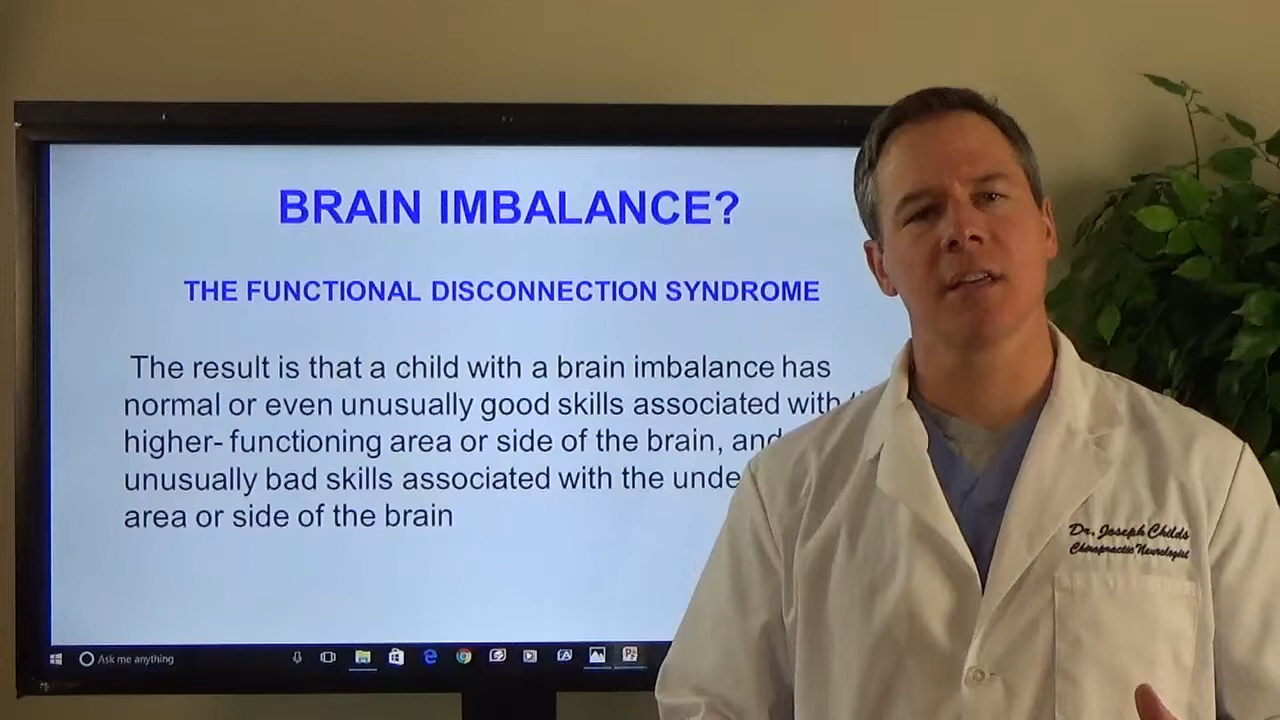 BRAIN IMBALANCE?
THE FUNCTIONAL DISCONNECTION SYNDROME
The result is that a child with a brain imbalance has
normal or even unusually good skills associated with
higher- functioning area or side of the brain, and
unusually bad skills associated with the
area or side of the brain
Dr. Joseph Childs
Chiropractic Neurologist
Ask me anything